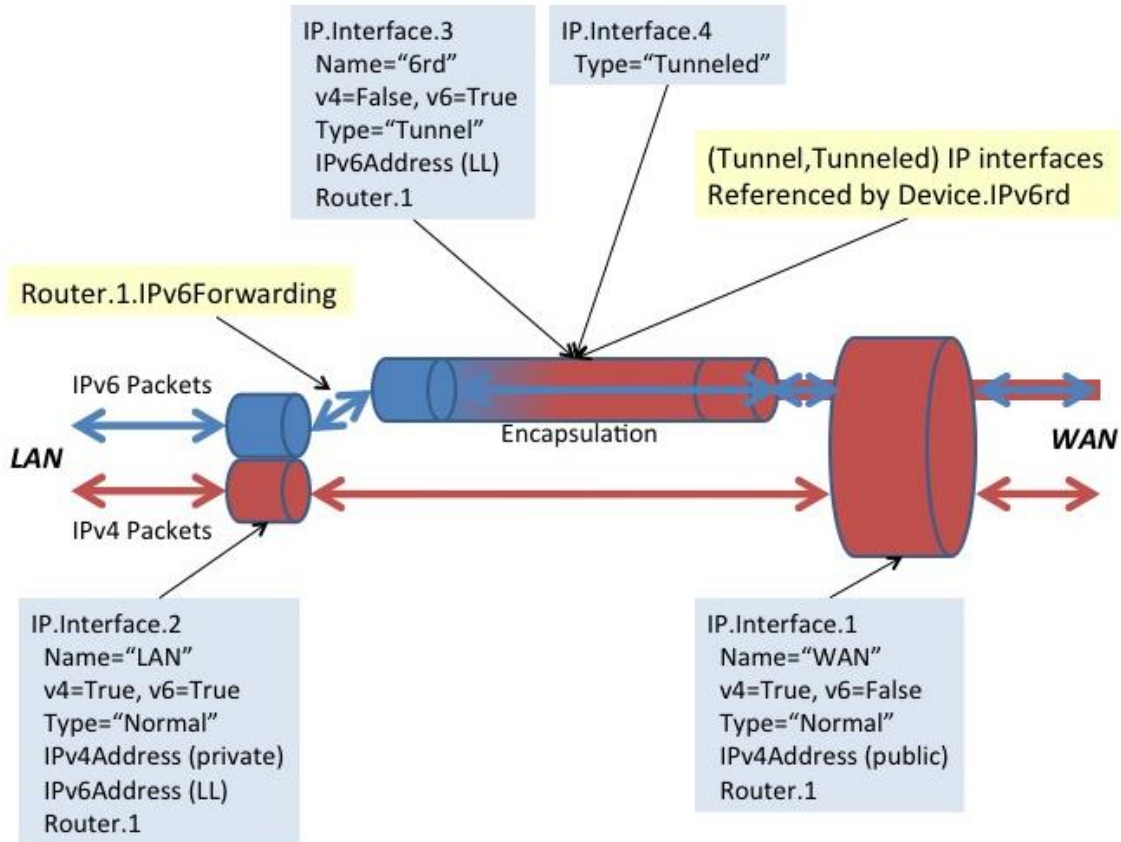 IP.Interface.3
Name=“6rd”
v4=False, v6=True
Type=“Tunnel”
IPv6Address (LL)
Router.1
IP.Interface.4
Type=“Tunneled”
(Tunnel,Tunneled) IP interfaces
Referenced by Device.IPv6rd
Router.1.IPv6Forwarding
IPv6 Packets
Encapsulation
LAN
WAN
IPv4 Packets
IP.Interface.2
Name=“LAN”
v4=True, v6=True
Type=“Normal”
IPv4Address (private)
IPv6Address (LL)
Router.1
IP.Interface.1
Name=“WAN”
v4=True, v6=False
Type=“Normal”
IPv4Address (public)
Router.1